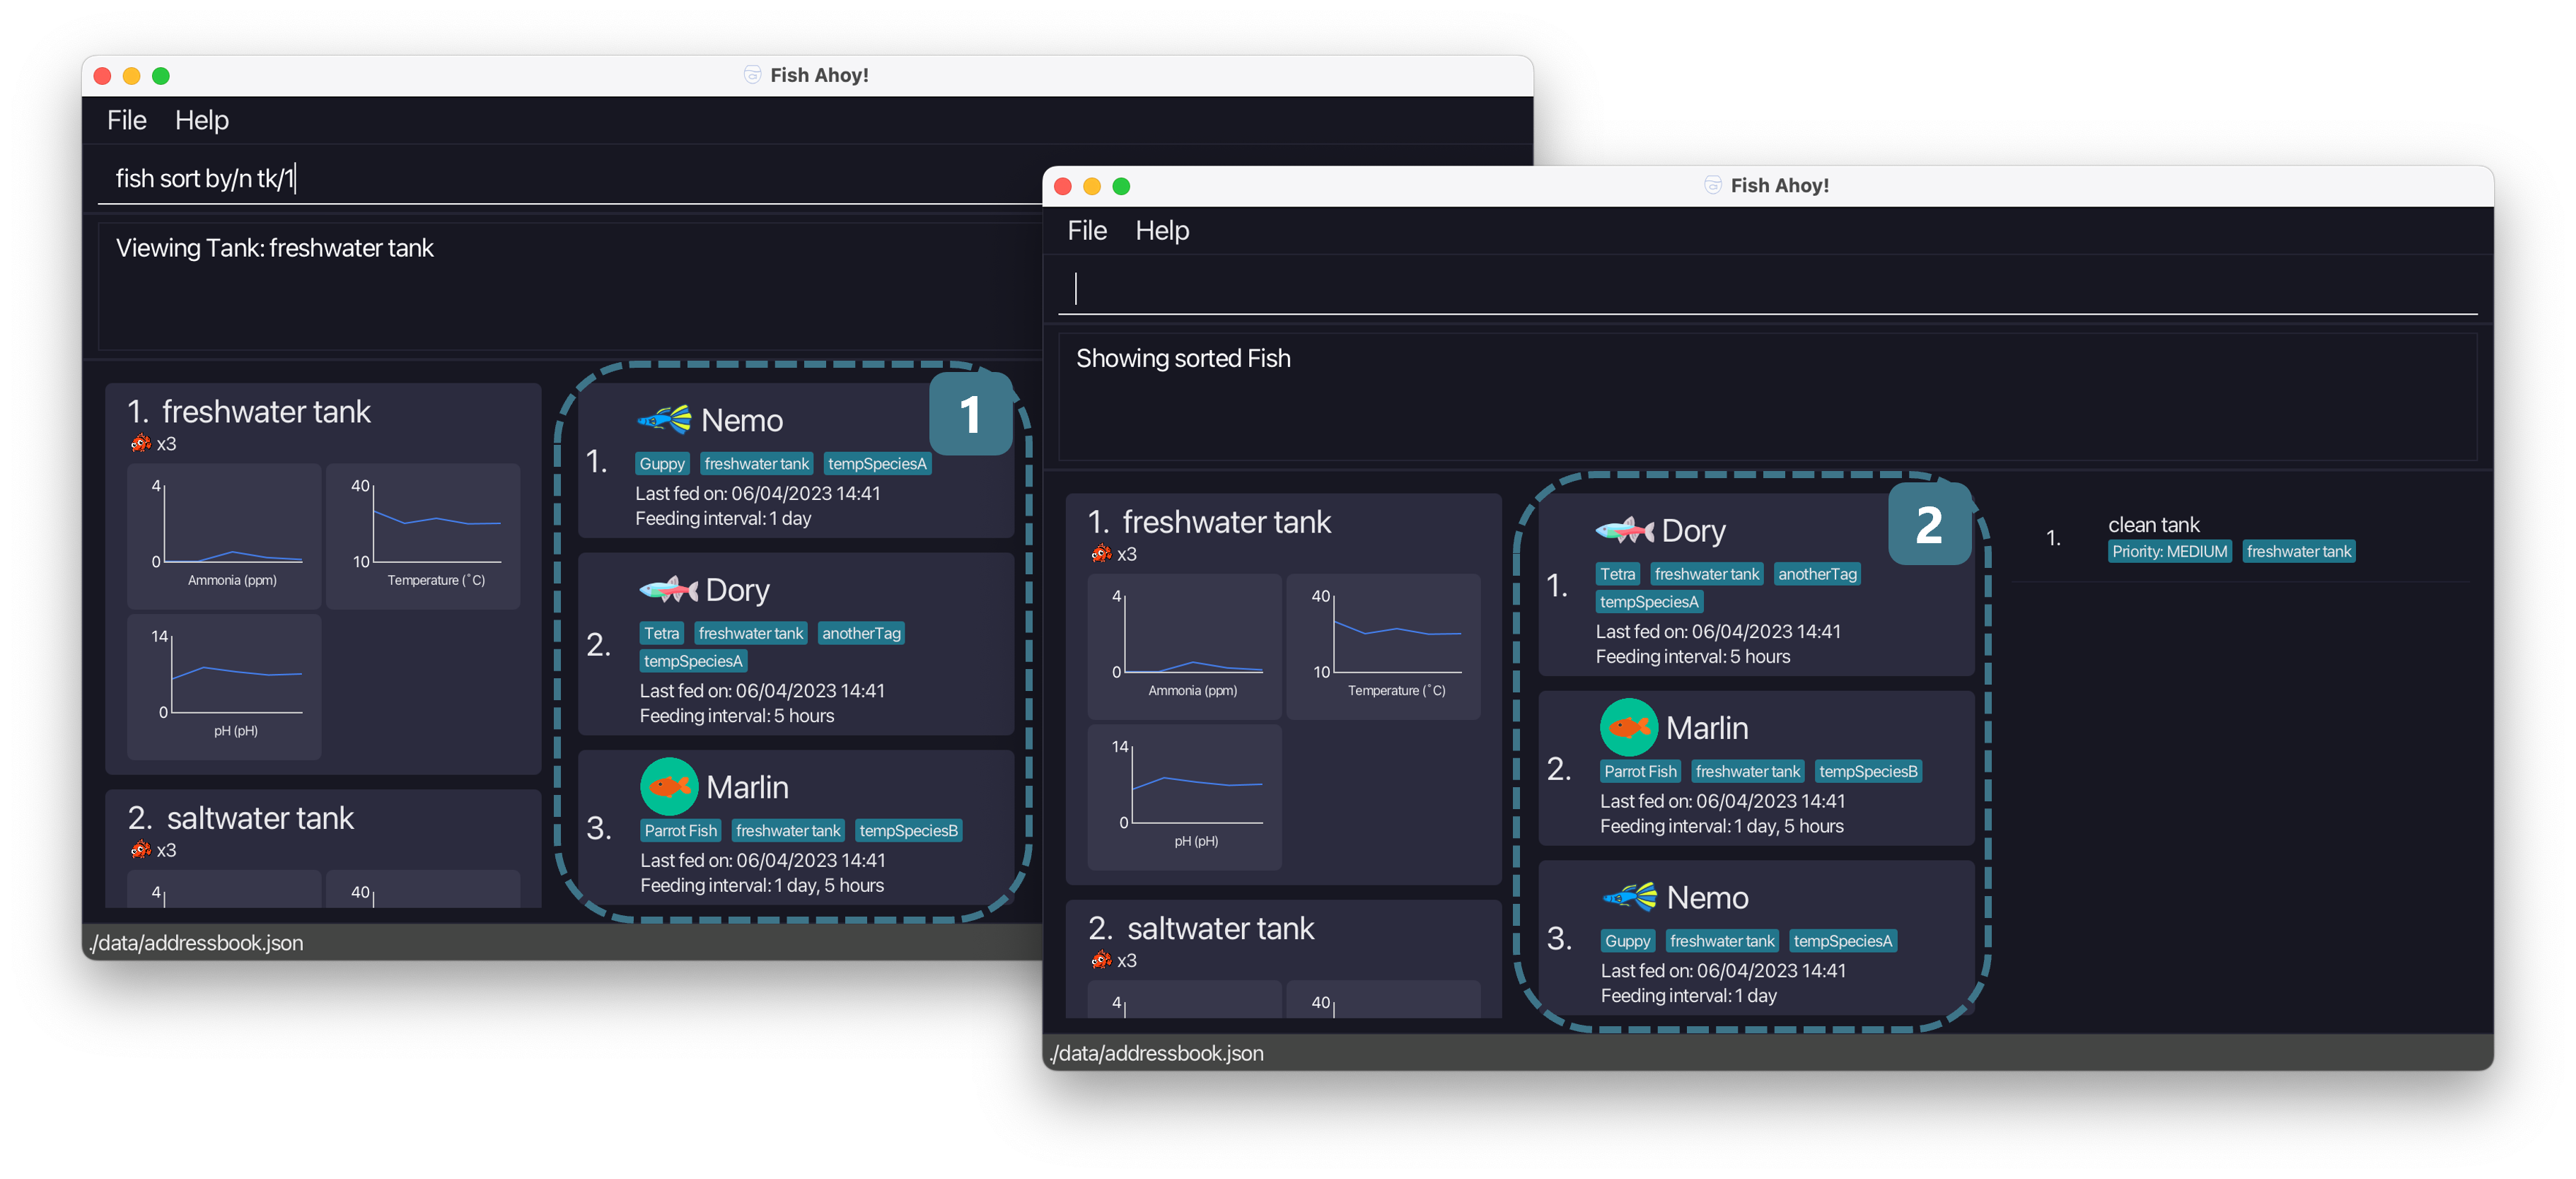 Fish Ahoy!
File Help
fish sort by/n tk/1
Viewing Tank: freshwater tank
1. freshwater tank
x3
4
0
Ammonia (ppm)
40
10
Temperature (˚C)
14
0
pH (pH)
2. saltwater tank
x3
4
40
1
Nemo
1.
Guppy freshwater tank tempSpeciesA
Last fed on: 06/04/2023 14:41
Feeding interval: 1 day
Dory
2.
Tetra freshwater tank anotherTag
tempSpeciesA
Last fed on: 06/04/2023 14:41
Feeding interval: 5 hours
Marlin
3.
Parrot Fish freshwater tank tempSpeciesB
Last fed on: 06/04/2023 14:41
Feeding interval: 1 day, 5 hours
./data/addressbook.json
Fish Ahoy!
File Help
Showing sorted Fish
1. freshwater tank
x3
4
0
Ammonia (ppm)
40
10
Temperature (˚C)
14
0
pH (pH)
2. saltwater tank
x3
4
40
2
Dory
1.
Tetra freshwater tank anotherTag
tempSpeciesA
Last fed on: 06/04/2023 14:41
Feeding interval: 5 hours
Marlin
2.
Parrot Fish freshwater tank tempSpeciesB
Last fed on: 06/04/2023 14:41
Feeding interval: 1 day, 5 hours
Nemo
3.
Guppy freshwater tank tempSpeciesA
Last fed on: 06/04/2023 14:41
Feeding interval: 1 day
1.
clean tank
Priority: MEDIUM freshwater tank
./data/addressbook.json